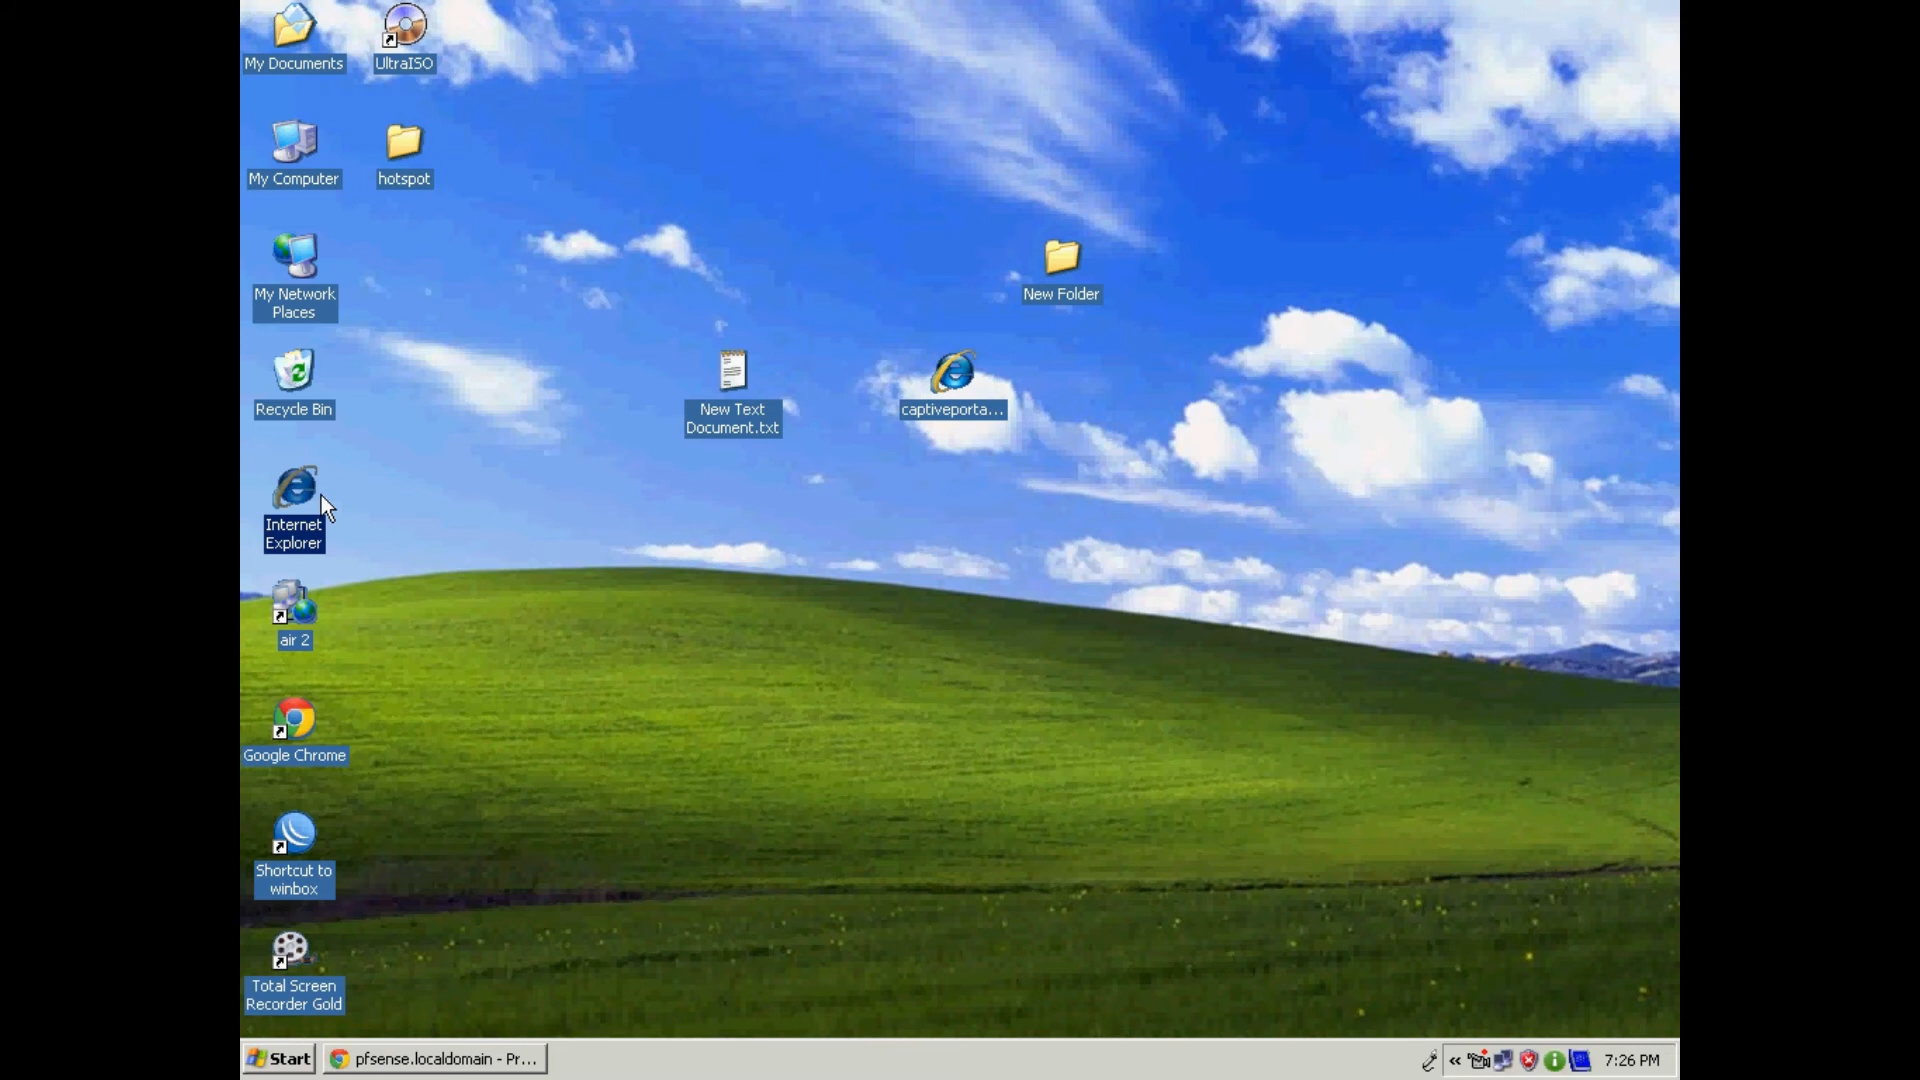 My Documents
UltraISO
My Computer
hotspot
My Network
Places
New Folder
Recycle Bin
New Text
Document.txt
captiveporta...
Internet
Explorer
air 2
Google Chrome
Shortcut to
winbox
Total Screen
Recorder Gold
Start
pfsense.localdomain - Pr...
«
7:26 PM